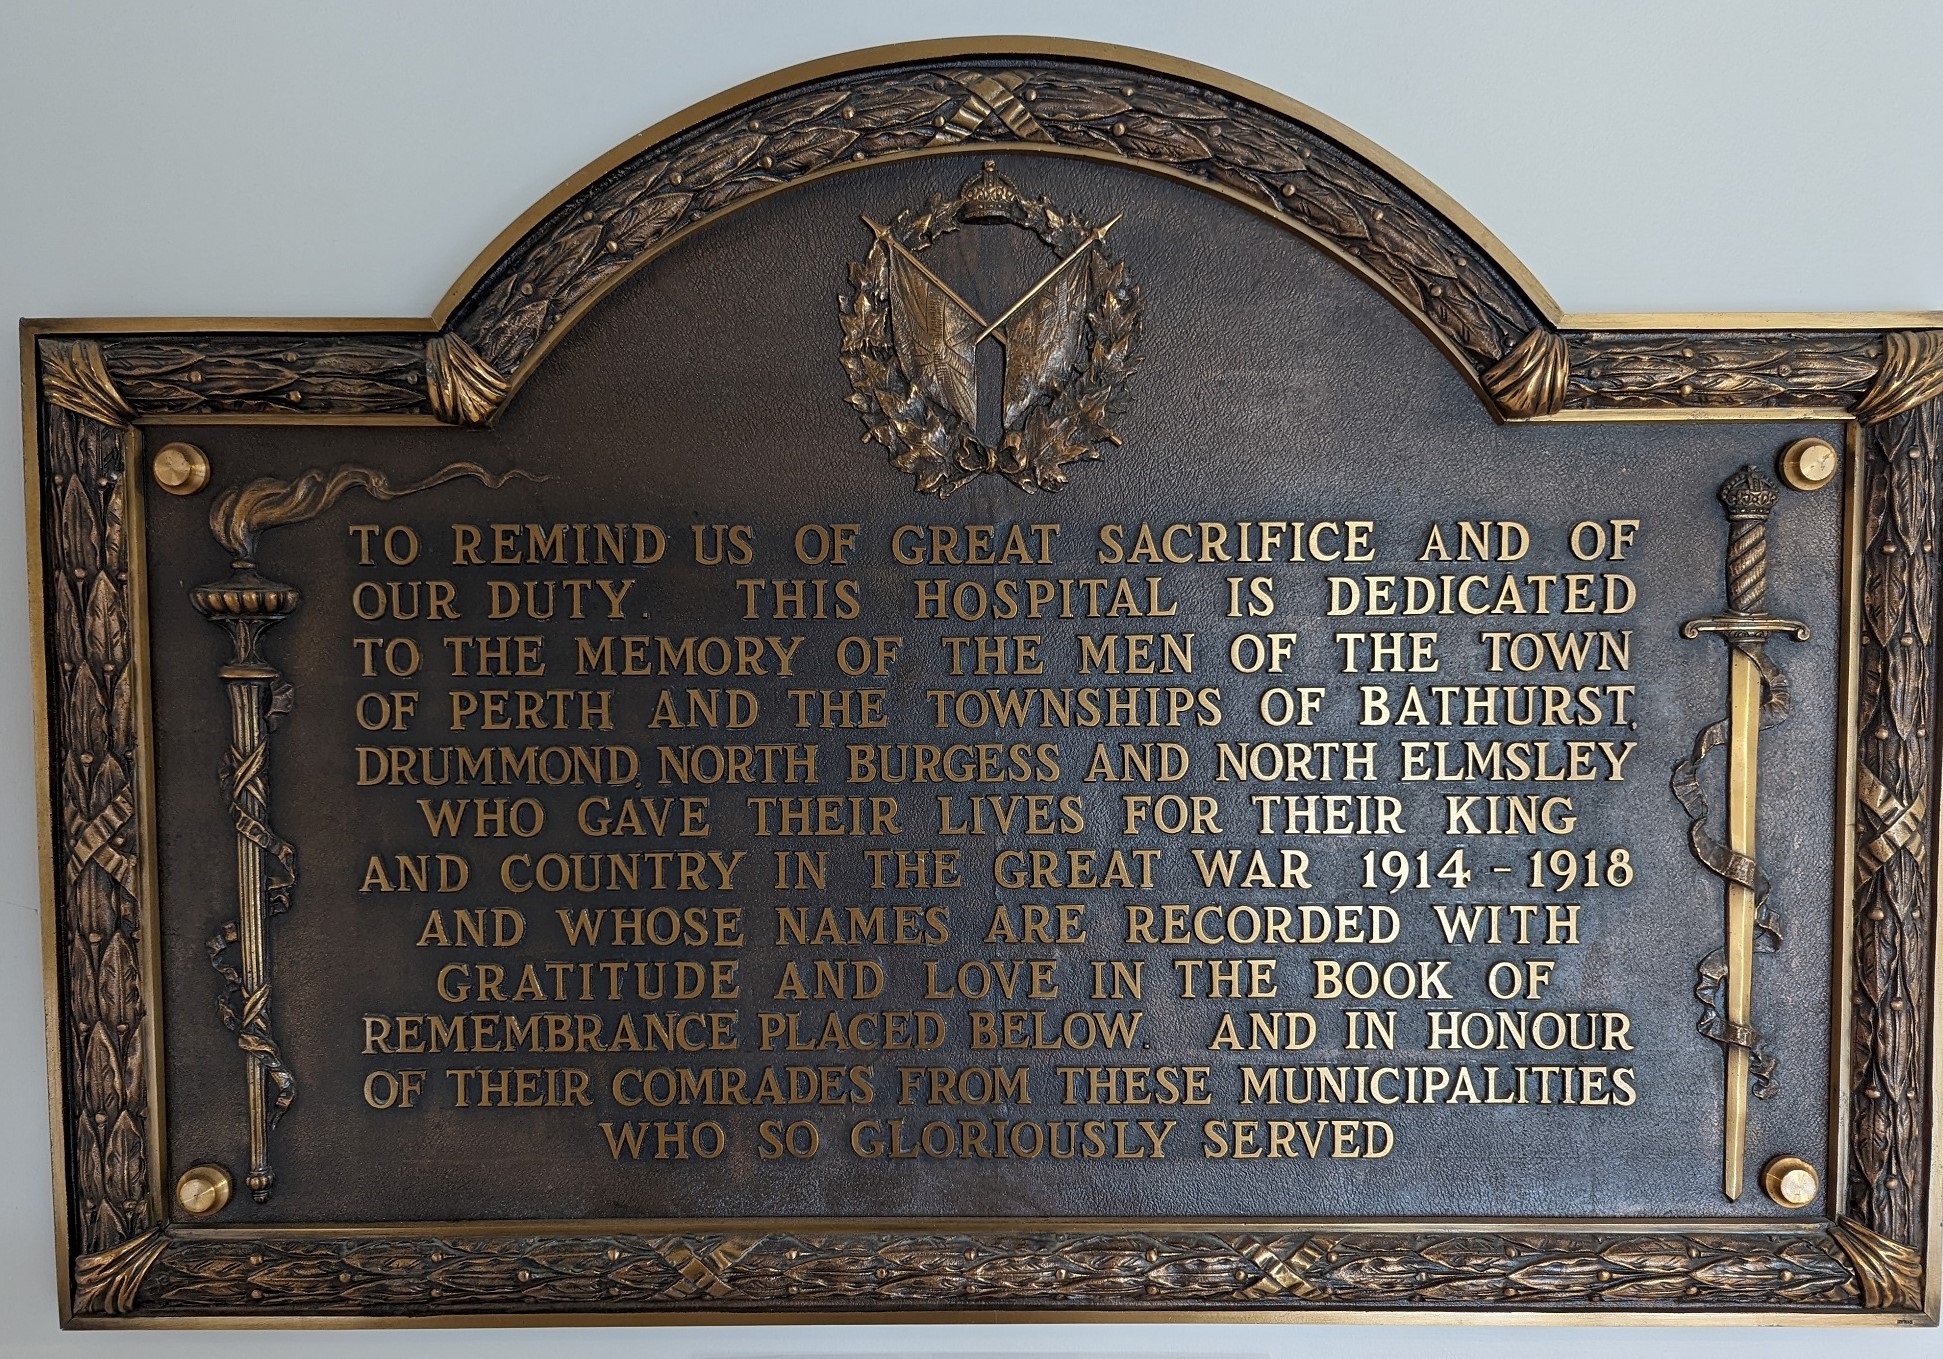 TO REMIND US OF GREAT SACRIFICE AND OF
OUR DUTY. THIS HOSPITAL IS DEDICATED
TO THE MEMORY OF THE MEN OF THE TOWN
OF PERTH AND THE TOWNSHIPS OF BATHURST,
DRUMMOND, NORTH BURGESS AND NORTH ELMSLEY
WHO GAVE THEIR LIVES FOR THEIR KING
AND COUNTRY IN THE GREAT WAR 1914 - 1918
AND WHOSE NAMES ARE RECORDED WITH
GRATITUDE AND LOVE IN THE BOOK OF
REMEMBRANCE PLACED BELOW. AND IN HONOUR
OF THEIR COMRADES FROM THESE MUNICIPALITIES
WHO SO GLORIOUSLY SERVED